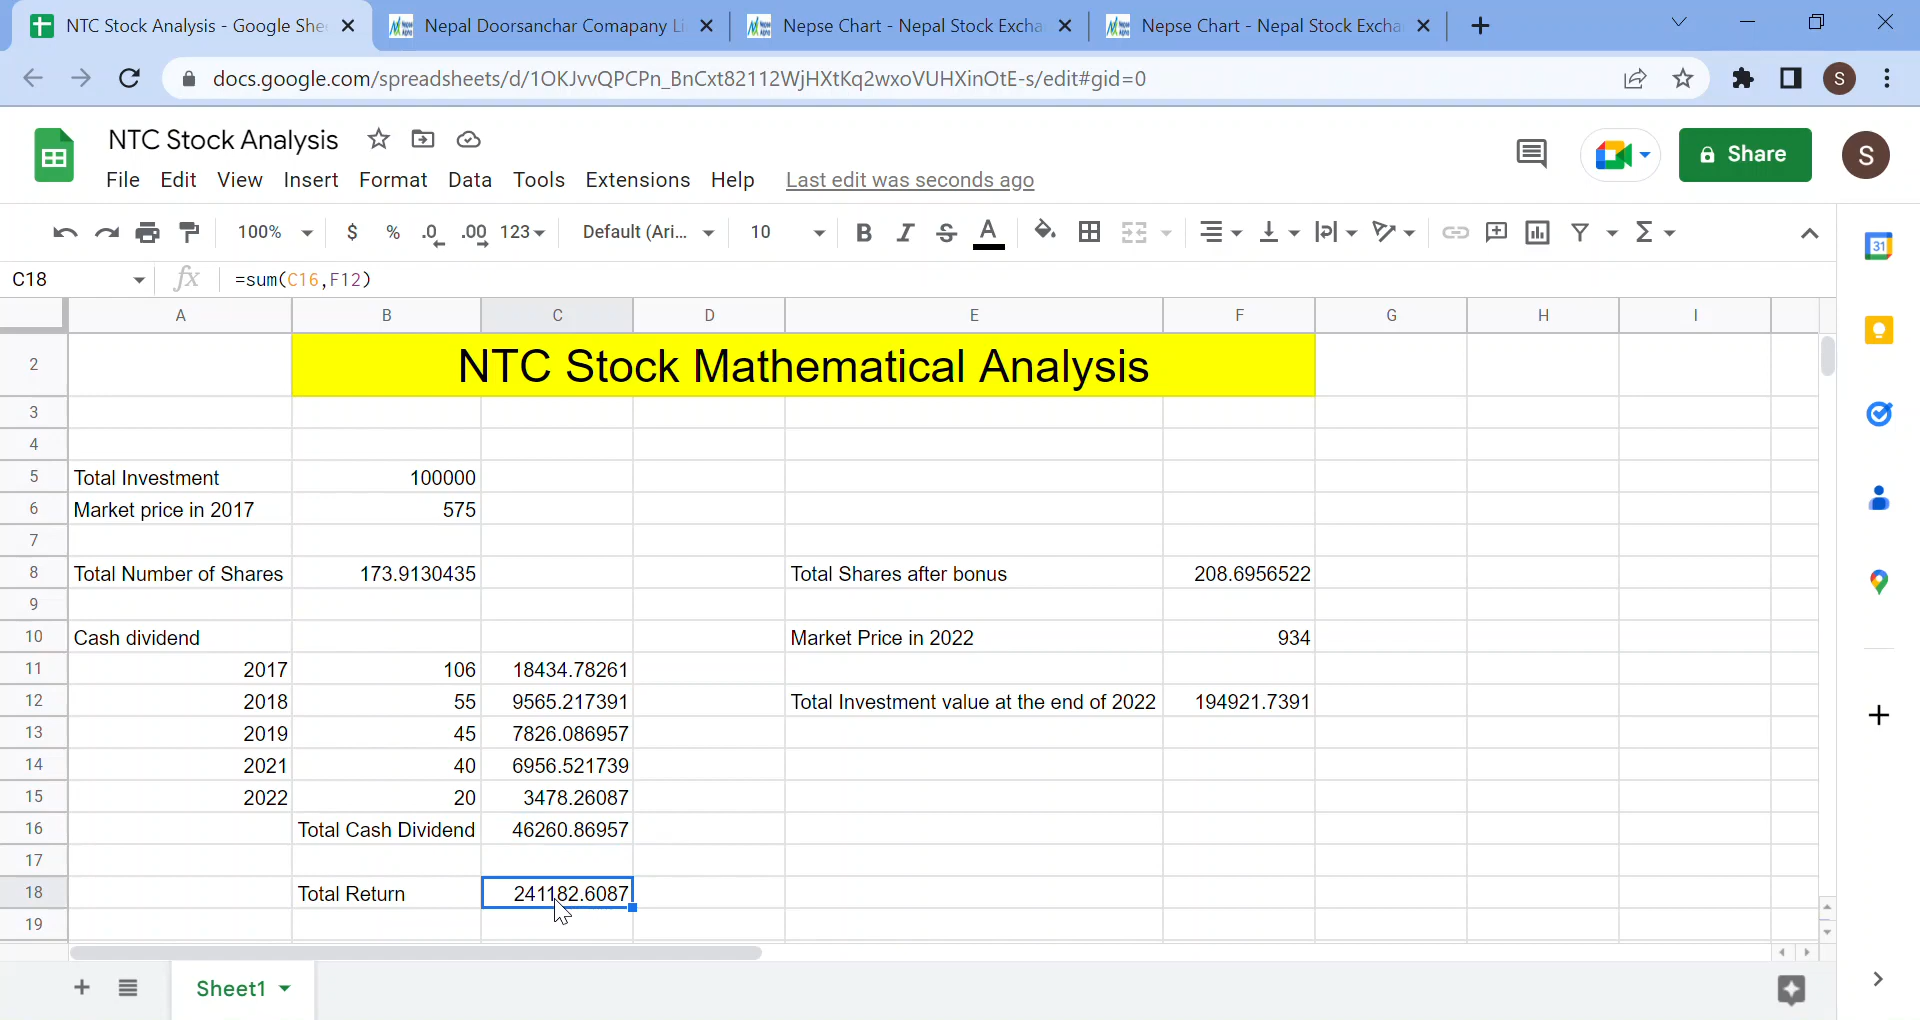 NTC Stock Analysis - Google She
Nepal Doorsanchar Comapany Li
Nepse Chart - Nepal Stock Excha
Nepse Chart - Nepal Stock Excha
docs.google.com/spreadsheets/d/1OKJvvQPCPn_BnCxt82112WjHXtKq2wxoVUHXinOtE-s/edit#gid=0
S
NTC Stock Analysis
Share
S
File Edit View Insert Format Data Tools Extensions Help Last edit was seconds ago
100% $ % .0 .00 123 Default (Ari... 10 B I S A Σ
31
C18 fx =sum(C16,F12)
A B C D E F G H I
2 NTC Stock Mathematical Analysis
3
4
5 Total Investment 100000
6 Market price in 2017 575
7
8 Total Number of Shares 173.9130435 Total Shares after bonus 208.6956522
9
10 Cash dividend Market Price in 2022 934
11 2017 106 18434.78261
12 2018 55 9565.217391 Total Investment value at the end of 2022 194921.7391
13 2019 45 7826.086957
14 2021 40 6956.521739
15 2022 20 3478.26087
16 Total Cash Dividend 46260.86957
17
18 Total Return 241182.6087
19
Sheet1